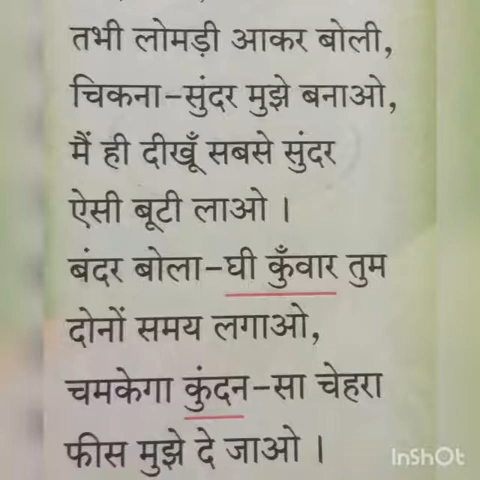 तभी लोमड़ी आकर बोली,
चिकना-सुंदर मुझे बनाओ,
मैं ही दीखूँ सबसे सुंदर
ऐसी बूटी लाओ ।
बंदर बोला-घी कुँवार तुम
दोनों समय लगाओ,
चमकेगा कुंदन-सा चेहरा
फीस मुझे दे जाओ ।
InShOt